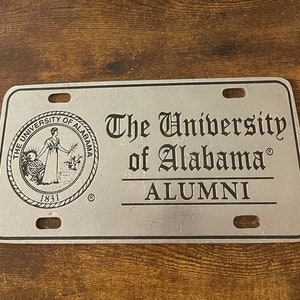 THE UNIVERSITY OF ALABAMA
1831
®
The University
of Alabama®
ALUMNI